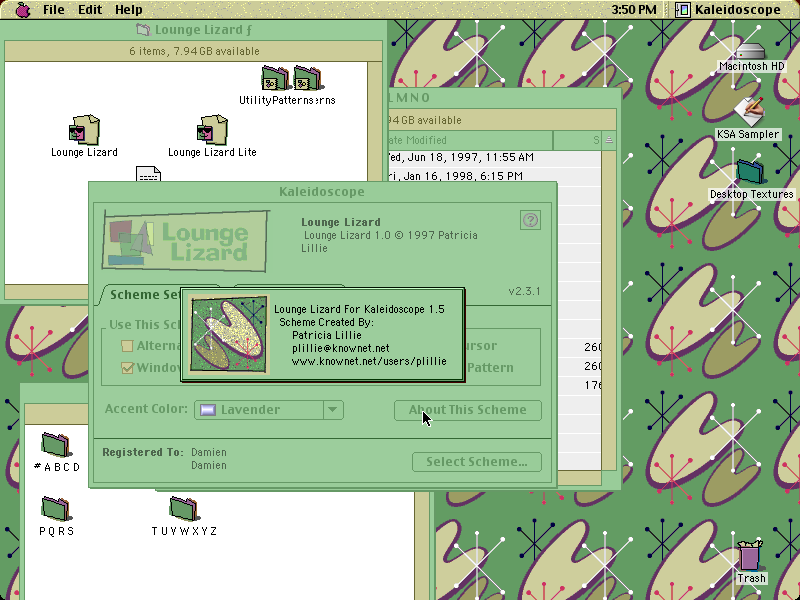 File Edit Help 3:50 PM Kaleidoscope
Lounge Lizard ƒ
6 items, 7.94 GB available
UtilityPatterns
Lounge Lizard
Lounge Lizard Lite
LMNO
94 GB available
ate Modified S
ed, Jun 18, 1997, 11:55 AM
ri, Jan 16, 1998, 6:15 PM
260
260
176
Macintosh HD
KSA Sampler
Desktop Textures
Trash
Kaleidoscope
Lounge
Lizard
Lounge Lizard
Lounge Lizard 1.0 © 1997 Patricia
Lillie
?
Scheme Set
v2.3.1
Use This Sch
Alterna
Window
ursor
Pattern
Lounge Lizard For Kaleidoscope 1.5
Scheme Created By:
Patricia Lillie
plillie@knownet.net
www.knownet.net/users/plillie
Accent Color: Lavender
About This Scheme
Registered To: Damien
Damien
Select Scheme...
#ABCD
PQRS
TUVWXYZ